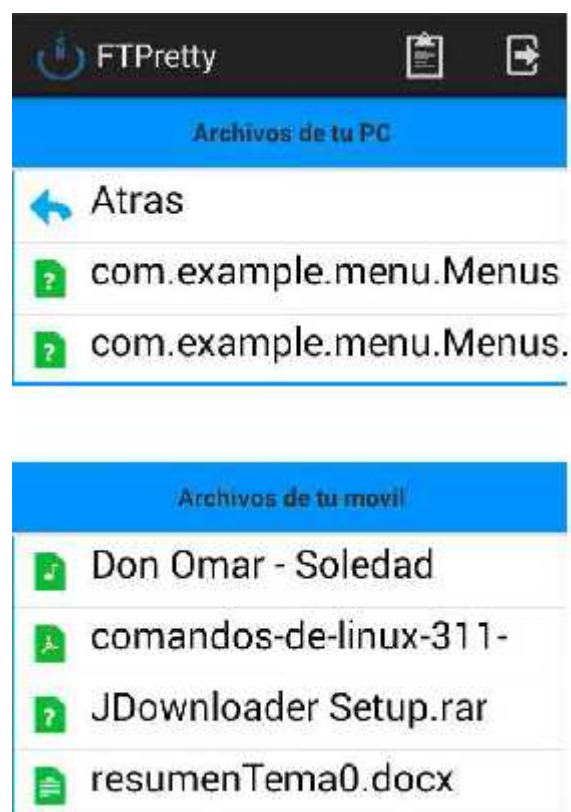 FTPretty
Archivos de tu PC
Atras
com.example.menu.Menus
com.example.menu.Menus.
Archivos de tu movil
Don Omar - Soledad
comandos-de-linux-311-
JDownloader Setup.rar
resumenTema0.docx